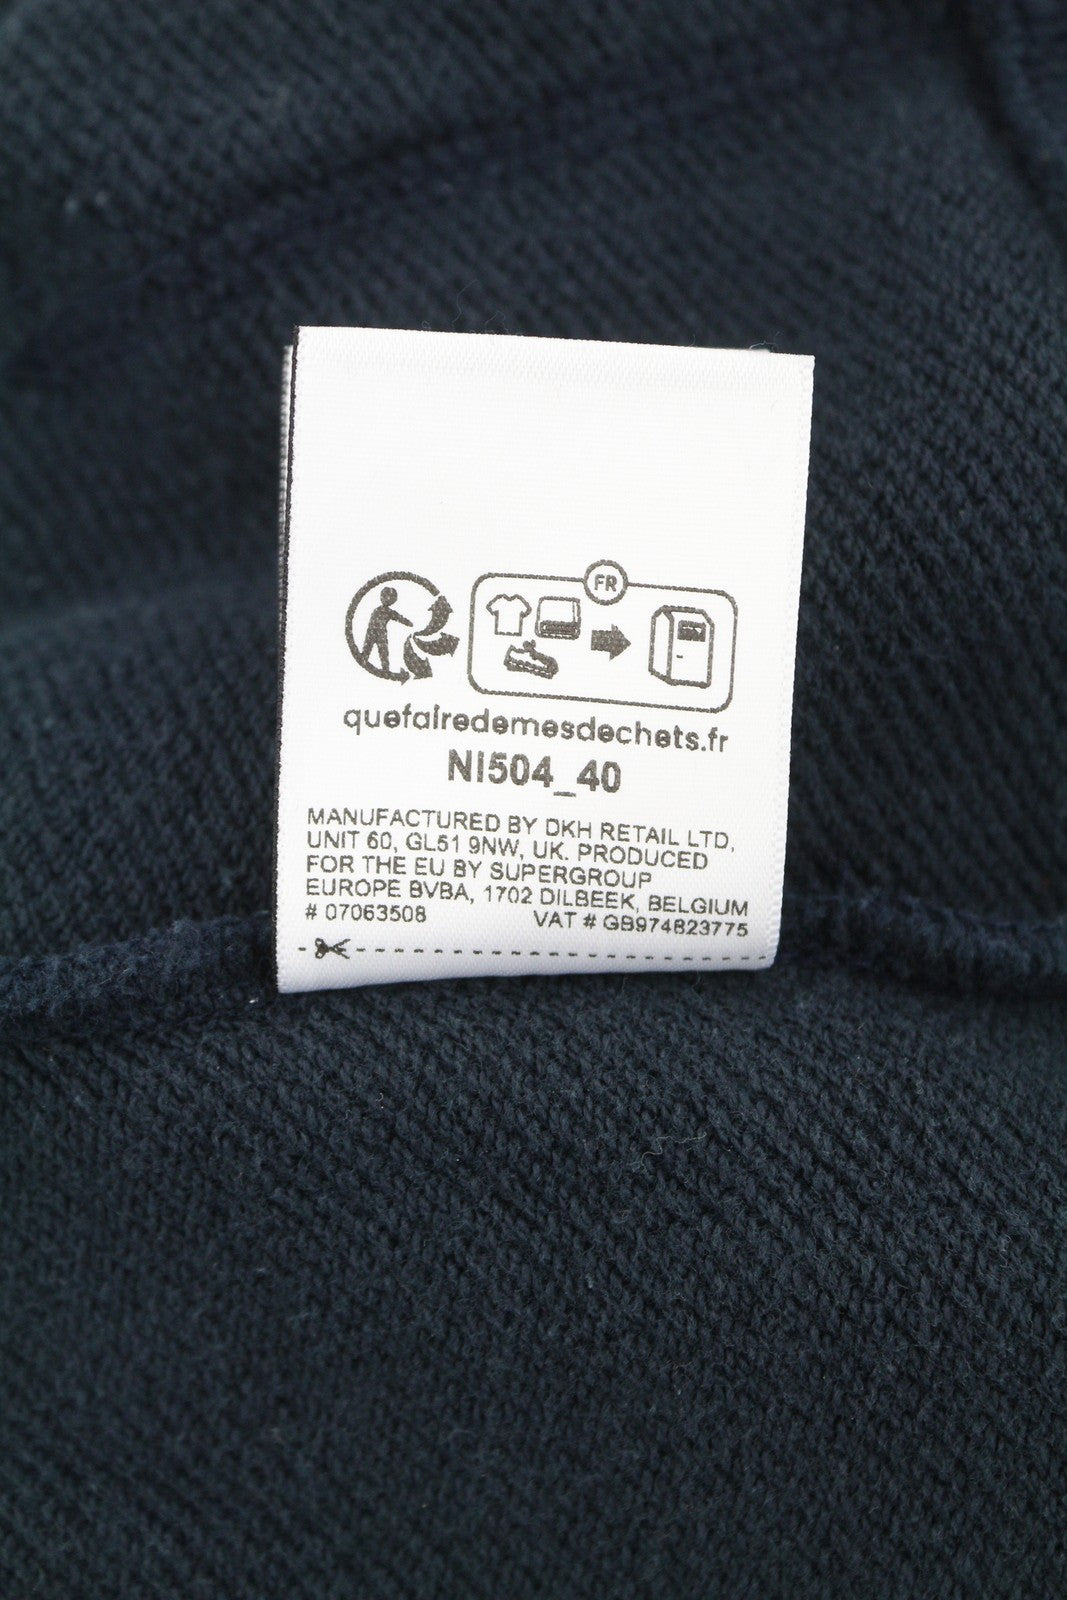 FR
quefairedemesdechets.fr
NI504_40
MANUFACTURED BY DKH RETAIL LTD,
UNIT 60, GL51 9NW, UK. PRODUCED
FOR THE EU BY SUPERGROUP
EUROPE BVBA, 1702 DILBEEK, BELGIUM
# 07063508 VAT # GB974823775